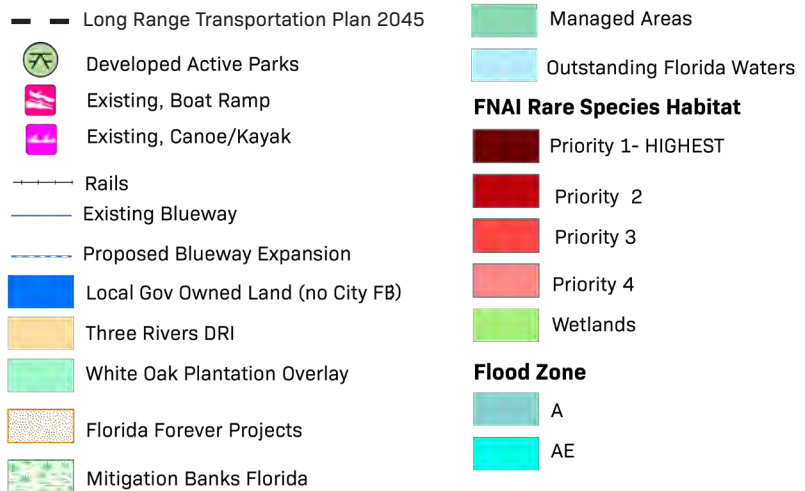 Long Range Transportation Plan 2045
Developed Active Parks
Existing, Boat Ramp
Existing, Canoe/Kayak
Rails
Existing Blueway
Proposed Blueway Expansion
Local Gov Owned Land (no City FB)
Three Rivers DRI
White Oak Plantation Overlay
Florida Forever Projects
Mitigation Banks Florida
Managed Areas
Outstanding Florida Waters
FNAI Rare Species Habitat
Priority 1- HIGHEST
Priority 2
Priority 3
Priority 4
Wetlands
Flood Zone
A
AE